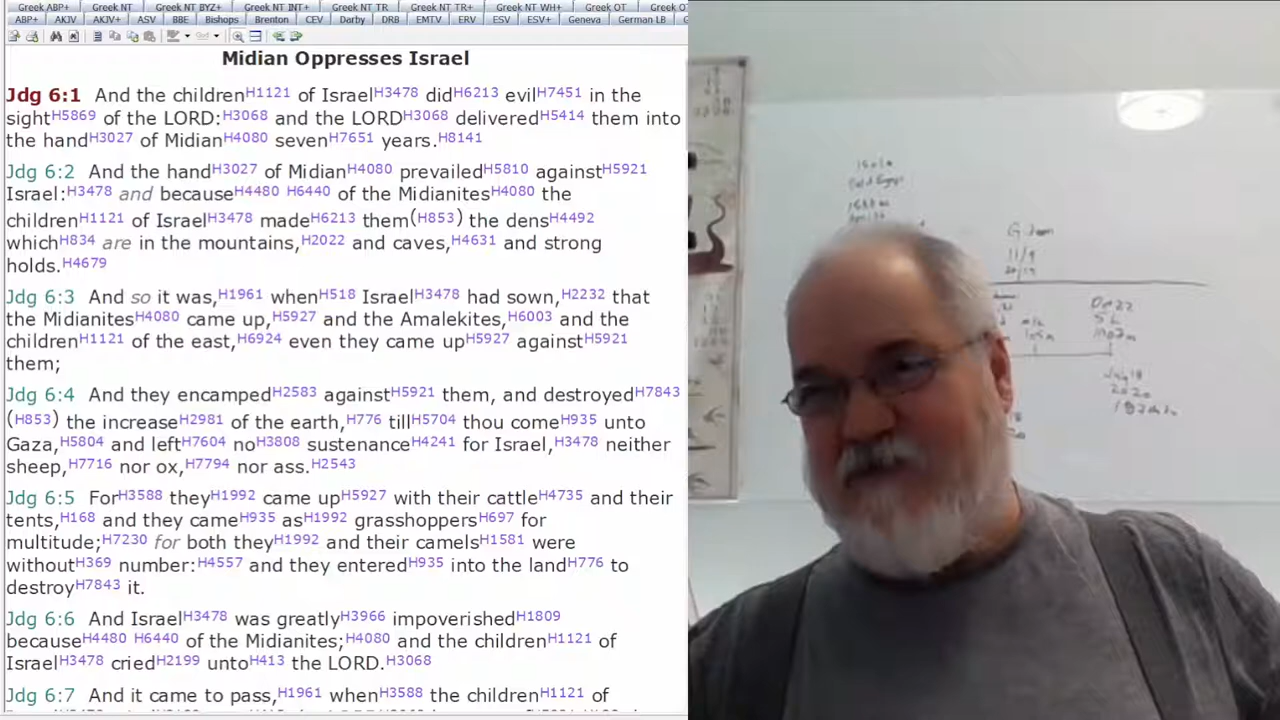 Greek ABP+ Greek NT Greek NT BYZ+ Greek NT INT+ Greek NT TR Greek NT TR+ Greek NT WH+ Greek OT
ABP+ AKJV AKJV+ ASV BBE Bishops Brenton CEV Darby DRB EMTV ERV ESV ESV+ Geneva German LB
Midian Oppresses Israel
Jdg 6:1 And the childrenH1121 of IsraelH3478 didH6213 evilH7451 in the
sightH5869 of the LORD:H3068 and the LORDH3068 deliveredH5414 them into
the handH3027 of MidianH4080 sevenH7651 years.H8141
Jdg 6:2 And the handH3027 of MidianH4080 prevailedH5810 againstH5921
Israel:H3478 and becauseH4480 H6440 of the MidianitesH4080 the
childrenH1121 of IsraelH3478 madeH6213 them(H853) the densH4492
whichH834 are in the mountains,H2022 and caves,H4631 and strong
holds.H4679
Jdg 6:3 And so it was,H1961 whenH518 IsraelH3478 had sown,H2232 that
the MidianitesH4080 came up,H5927 and the Amalekites,H6003 and the
childrenH1121 of the east,H6924 even they came upH5927 againstH5921
them;
Jdg 6:4 And they encampedH2583 againstH5921 them, and destroyedH7843
(H853) the increaseH2981 of the earth,H776 tillH5704 thou comeH935 unto
Gaza,H5804 and leftH7604 noH3808 sustenanceH4241 for Israel,H3478 neither
sheep,H7716 nor ox,H7794 nor ass.H2543
Jdg 6:5 ForH3588 theyH1992 came upH5927 with their cattleH4735 and their
tents,H168 and they cameH935 asH1992 grasshoppersH697 for
multitude;H7230 for both theyH1992 and their camelsH1581 were
withoutH369 number:H4557 and they enteredH935 into the landH776 to
destroyH7843 it.
Jdg 6:6 And IsraelH3478 was greatlyH3966 impoverishedH1809
becauseH4480 H6440 of the Midianites;H4080 and the childrenH1121 of
IsraelH3478 criedH2199 untoH413 the LORD.H3068
Jdg 6:7 And it came to pass,H1961 whenH3588 the childrenH1121 of
11/9
July 18
2020